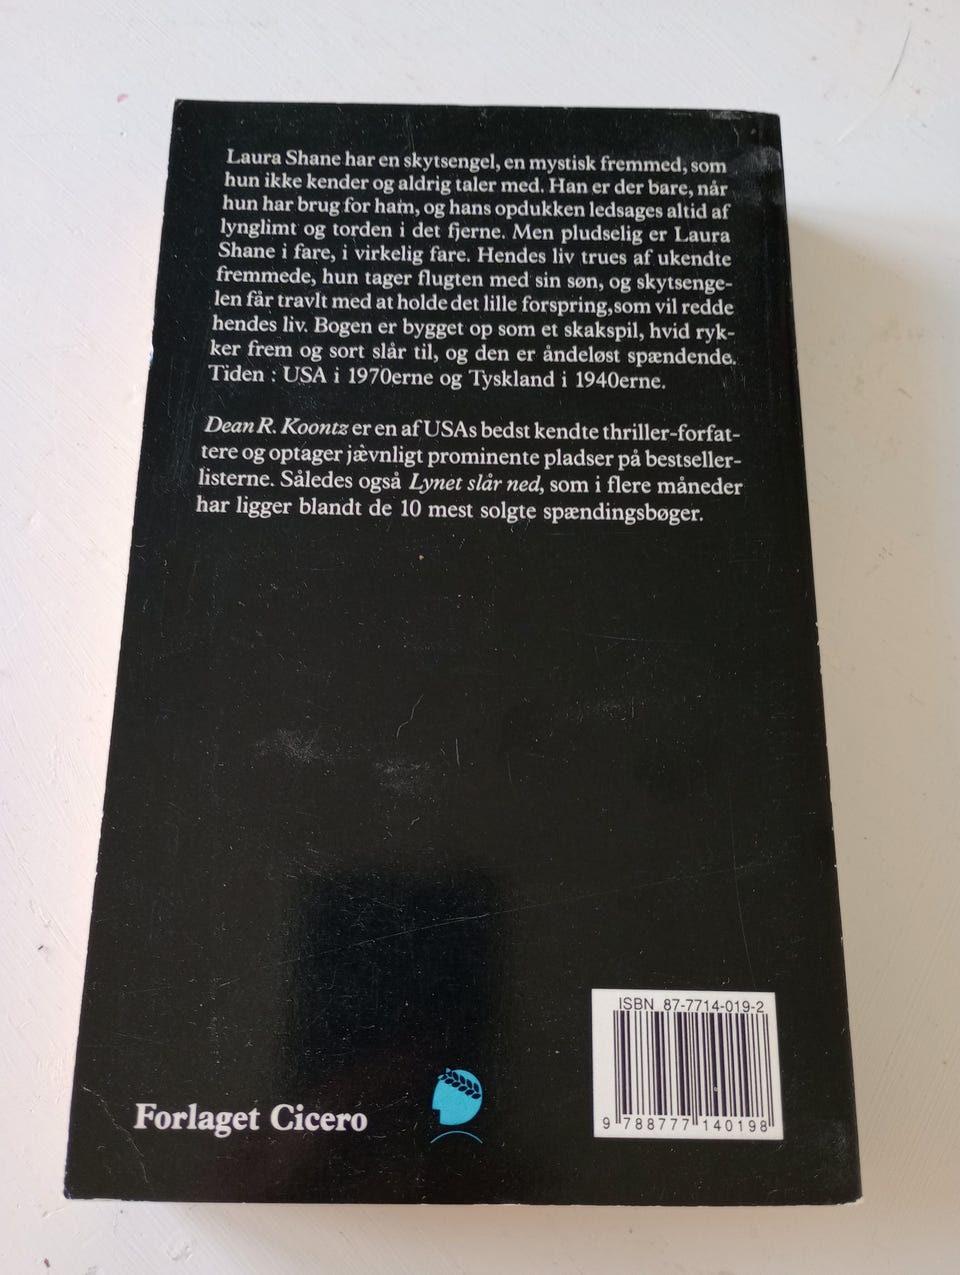 Laura Shane har en skytsengel, en mystisk fremmed, som
hun ikke kender og aldrig taler med. Han er der bare, når
hun har brug for ham, og hans opdukken ledsages altid af
lynglimt og torden i det fjerne. Men pludselig er Laura
Shane i fare, i virkelig fare. Hendes liv trues af ukendte
fremmede, hun tager flugten med sin søn, og skytsenge-
len får travlt med at holde det lille forspring,som vil redde
hendes liv. Bogen er bygget op som et skakspil, hvid ryk-
ker frem og sort slår til, og den er åndeløst spændende.
Tiden : USA i 1970erne og Tyskland i 1940erne.
Dean R. Koontz er en af USAs bedst kendte thriller-forfat-
tere og optager jævnligt prominente pladser på bestseller-
listerne. Således også Lynet slår ned, som i flere måneder
har ligger blandt de 10 mest solgte spændingsbøger.
ISBN 87-7714-019-2
9 788777 140198
Forlaget Cicero